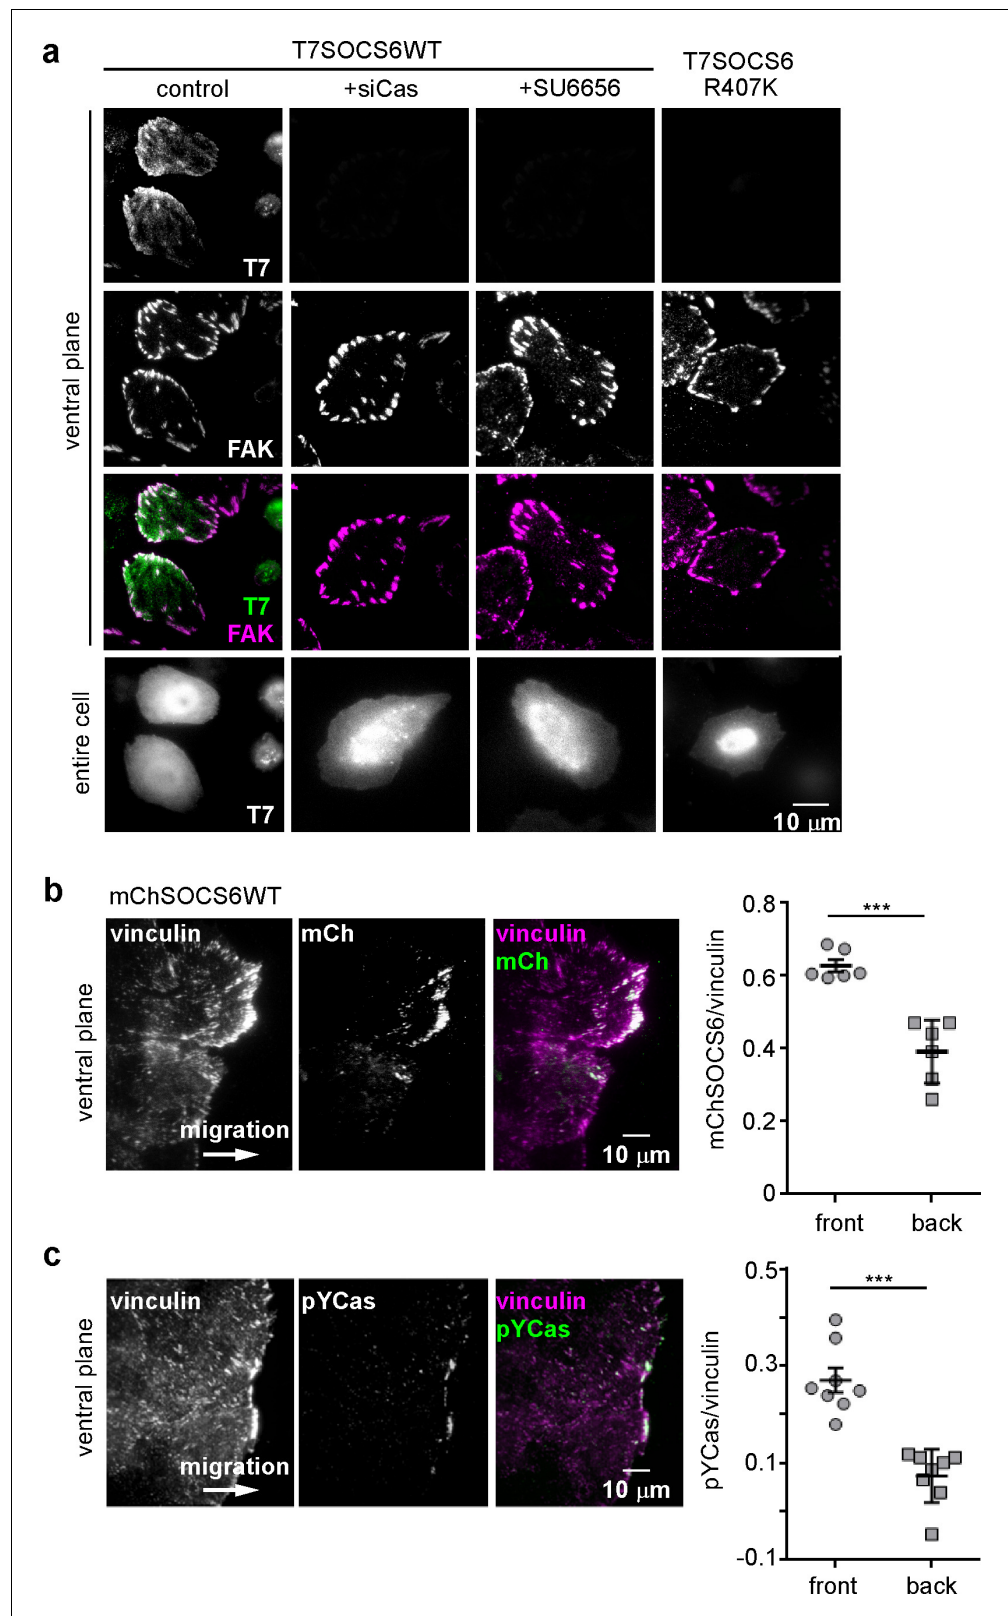 a
T7SOCS6WT
T7SOCS6
R407K
control
+siCas
+SU6656
ventral plane
T7
FAK
T7
FAK
entire cell
T7
10 μm
b
mChSOCS6WT
ventral plane
vinculin
migration
mCh
vinculin
mCh
10 μm
mChSOCS6/vinculin
0.8
0.6
0.4
0.2
0
***
front
back
c
ventral plane
vinculin
migration
pYCas
vinculin
pYCas
10 μm
pYCas/vinculin
0.5
0.3
0.1
-0.1
***
front
back